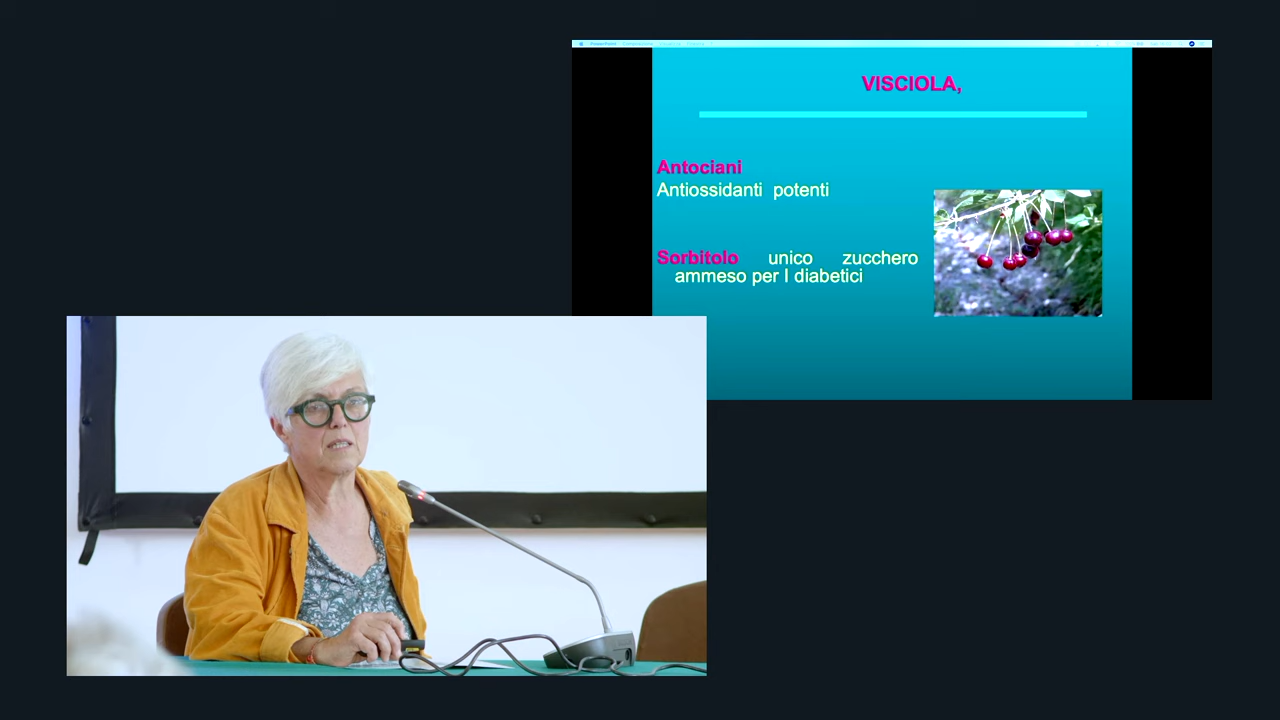 VISCIOLA,
Antociani
Antiossidanti potenti
Sorbitolo unico zucchero
ammeso per I diabetici